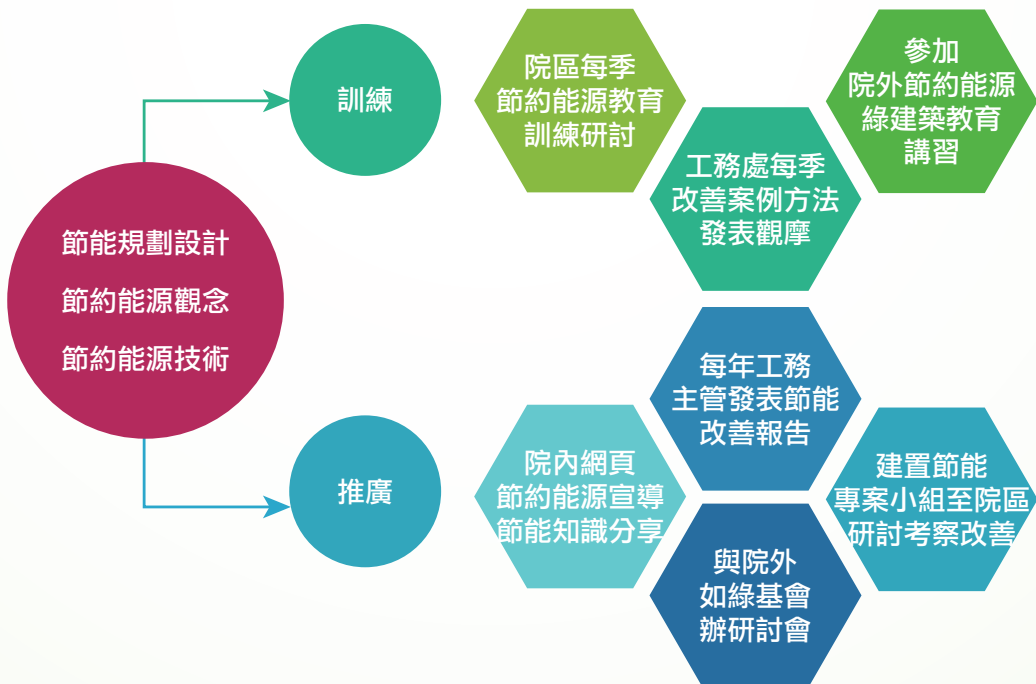 節能規劃設計
節約能源觀念
節約能源技術
訓練
院區每季
節約能源教育
訓練研討
工務處每季
改善案例方法
發表觀摩
參加
院外節約能源
綠建築教育
講習
推廣
院內網頁
節約能源宣導
節能知識分享
每年工務
主管發表節能
改善報告
與院外
如綠基會
辦研討會
建置節能
專案小組至院區
研討考察改善